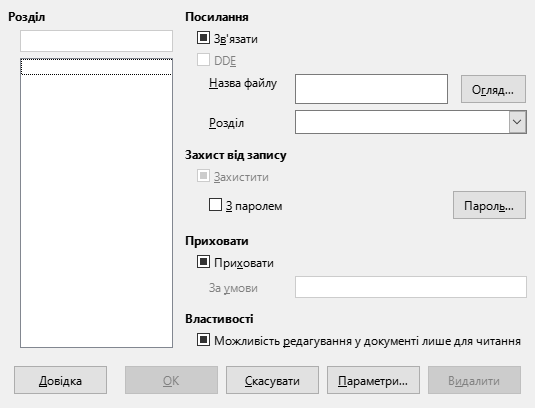 Розділ
Посилання
Зв'язати
DDE
Назва файлу
Огляд...
Розділ
Захист від запису
Захистити
З паролем
Пароль...
Приховати
Приховати
За умови
Властивості
Можливість редагування у документі лише для читання
Довідка
OK
Скасувати
Параметри...
Видалити